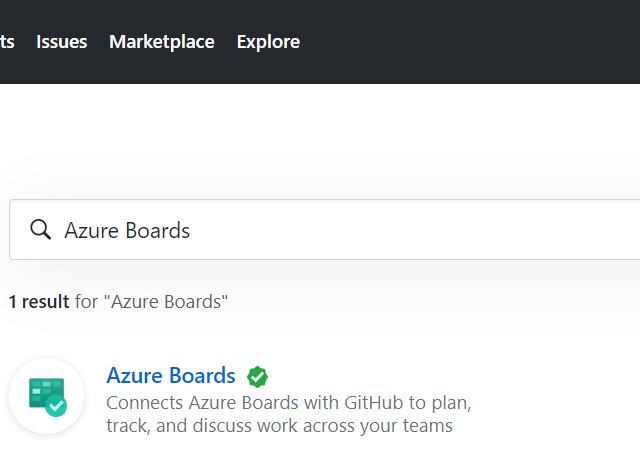 ts Issues Marketplace Explore
Azure Boards
1 result for "Azure Boards"
Azure Boards
Connects Azure Boards with GitHub to plan,
track, and discuss work across your teams